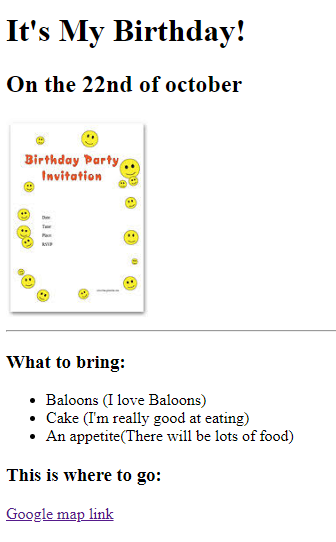 It's My Birthday!
On the 22nd of october
Birthday Party
Invitation
Date:
Time:
Place:
RSVP
What to bring:
Baloons (I love Baloons)
Cake (I'm really good at eating)
An appetite(There will be lots of food)
This is where to go:
Google map link